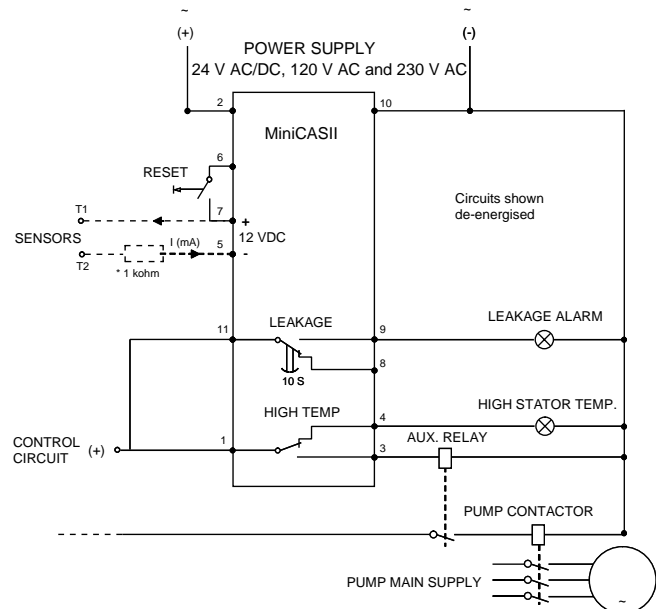 ~ ~
(+) (-)
POWER SUPPLY
24 V AC/DC, 120 V AC and 230 V AC
2 10
MiniCASII
6
RESET
Circuits shown
de-energised
T1 7 +
12 VDC
SENSORS I (mA) 5 -
T2
* 1 kohm
11 LEAKAGE 9 LEAKAGE ALARM
8
10 S
HIGH TEMP 4 HIGH STATOR TEMP.
CONTROL
CIRCUIT (+) 1 3 AUX. RELAY
PUMP CONTACTOR
PUMP MAIN SUPPLY
~